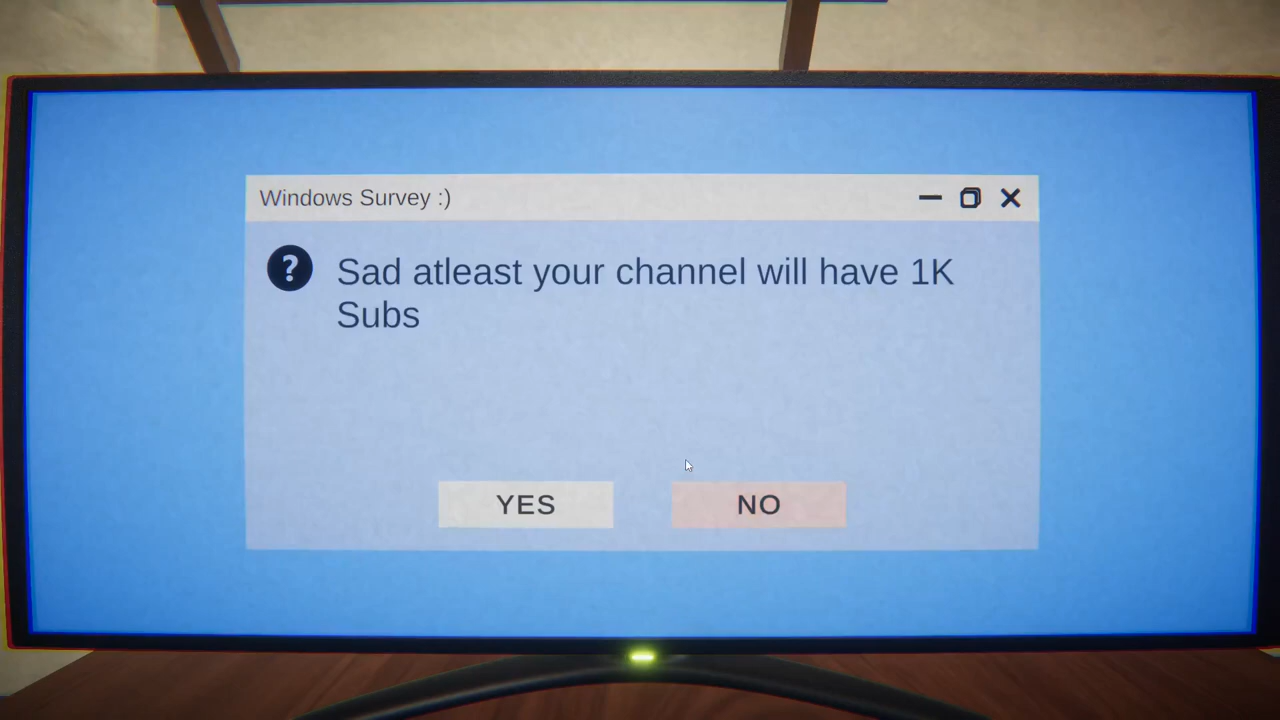 Windows Survey :)
Sad atleast your channel will have 1K
Subs
YES
NO